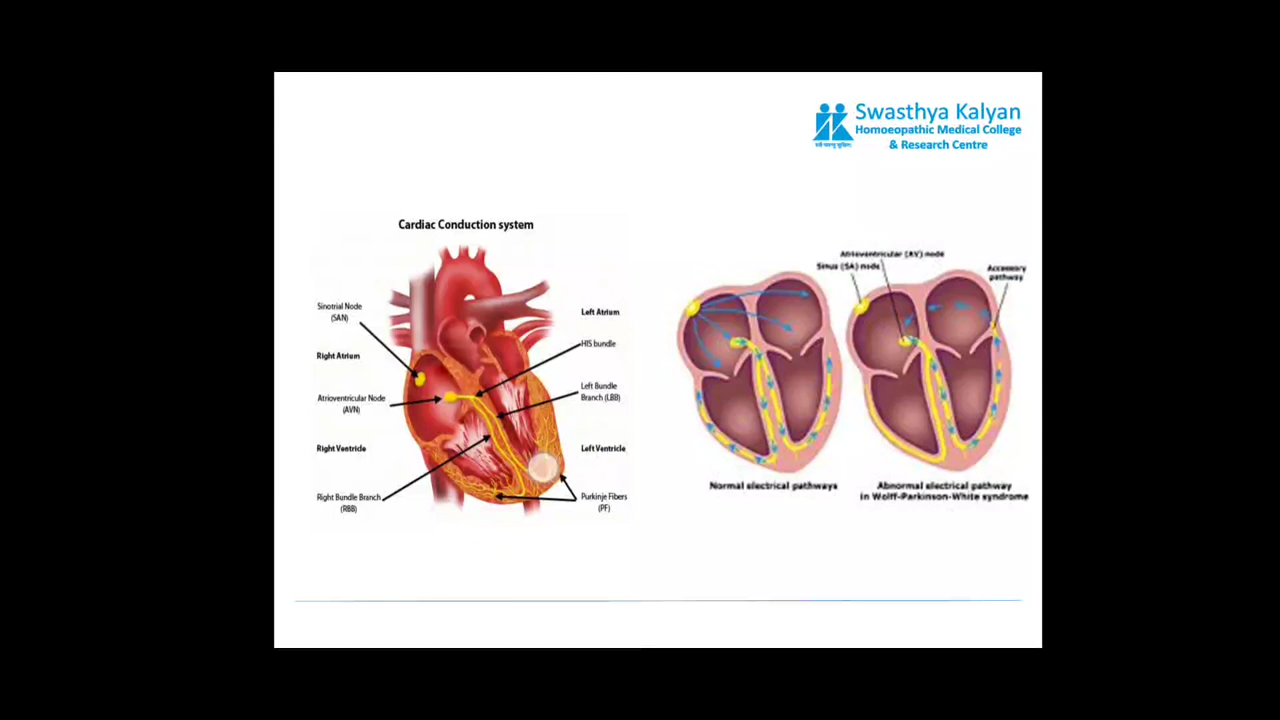 Swasthya Kalyan
Homoeopathic Medical College
& Research Centre
Cardiac Conduction system
Sinotrial Node
(SAN)
Right Atrium
Atrioventricular Node
(AVN)
Right Ventricle
Right Bundle Branch
(RBB)
Left Atrium
HIS bundle
Left Bundle
Branch (LBB)
Left Ventricle
Purkinje Fibers
(PF)
Atrioventricular (AV) node
Sinus (SA) node
Accessory
pathway
Normal electrical pathways
Abnormal electrical pathway
in Wolff-Parkinson-White syndrome